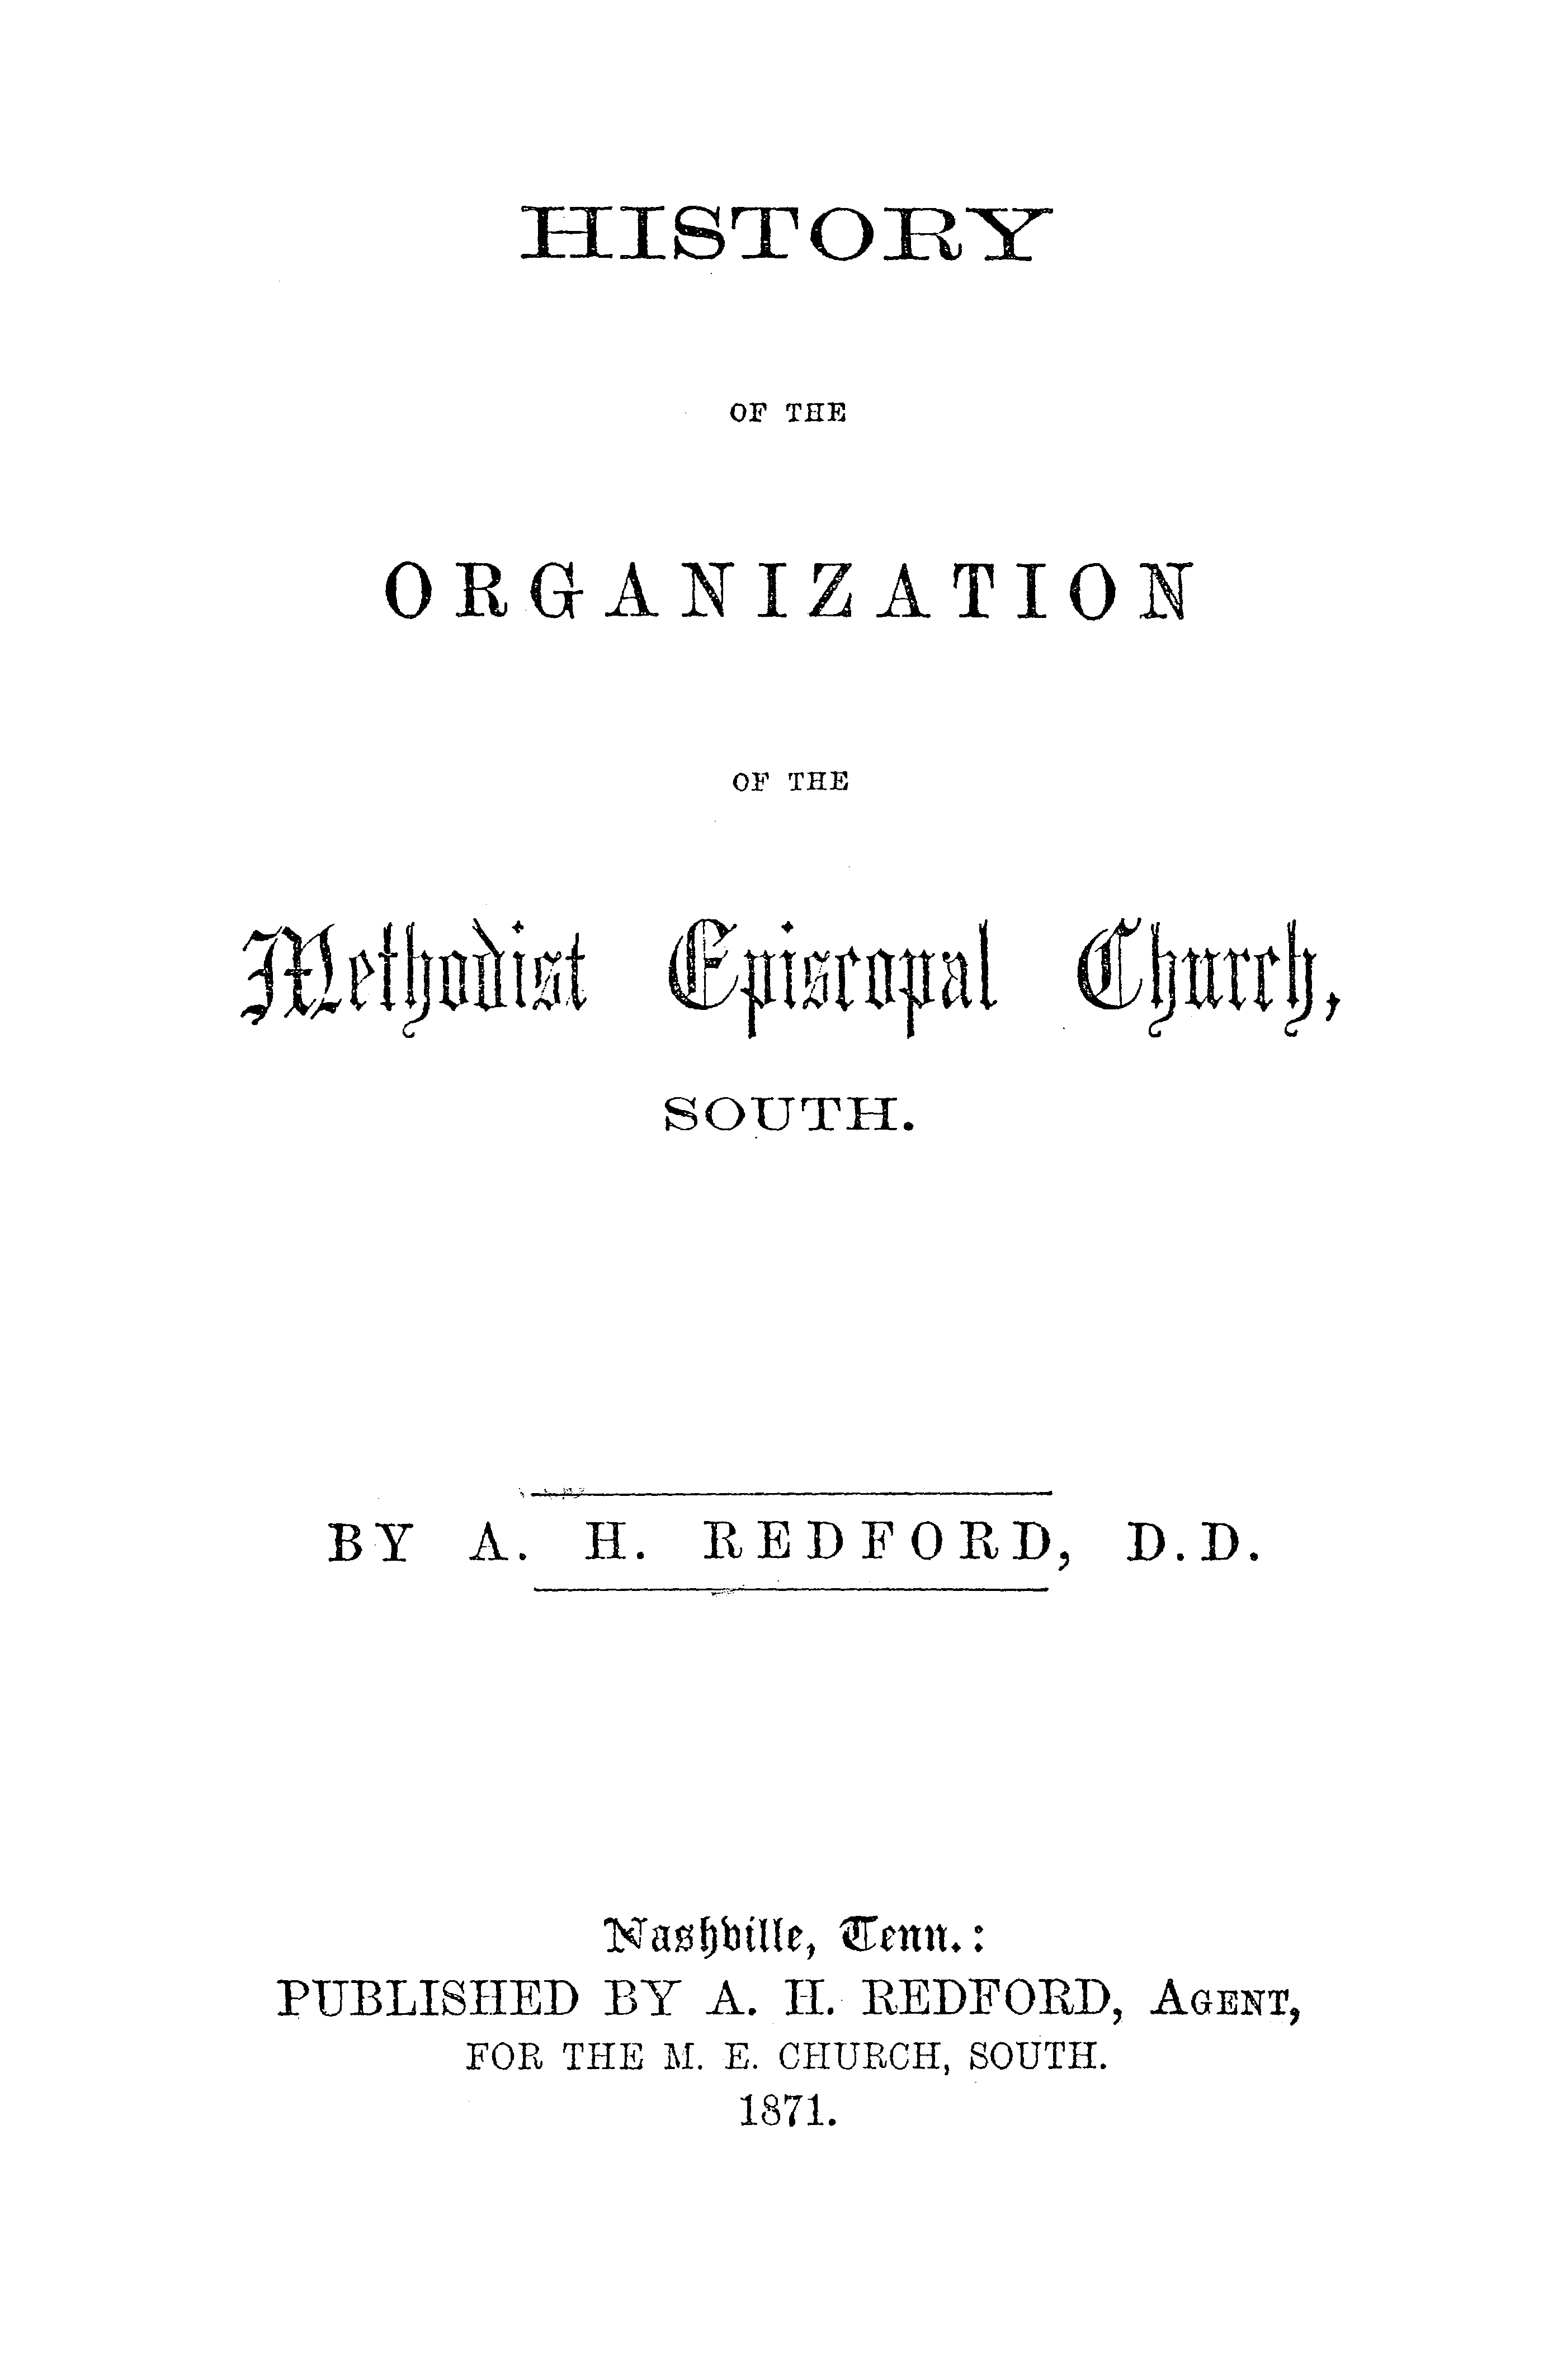 HISTORY
OF THE
ORGANIZATION
OF THE
Methodist Episcopal Church,
SOUTH.
BY A. H. REDFORD, D.D.
Nashville, Tenn.:
PUBLISHED BY A. H. REDFORD, AGENT,
FOR THE M. E. CHURCH, SOUTH.
1871.